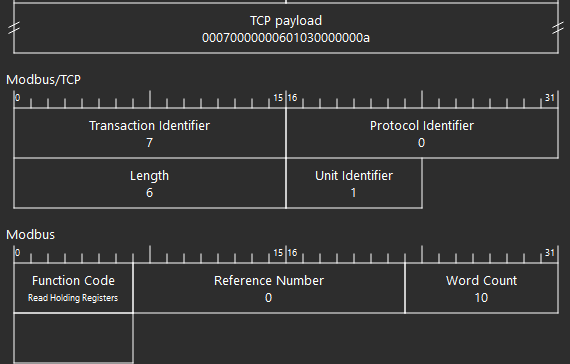 TCP payload
000700000006010300000000a
Modbus/TCP
0 15 16 31
Transaction Identifier Protocol Identifier
7 0
Length Unit Identifier
6 1
Modbus
0 15 16 31
Function Code Reference Number Word Count
Read Holding Registers 0 10